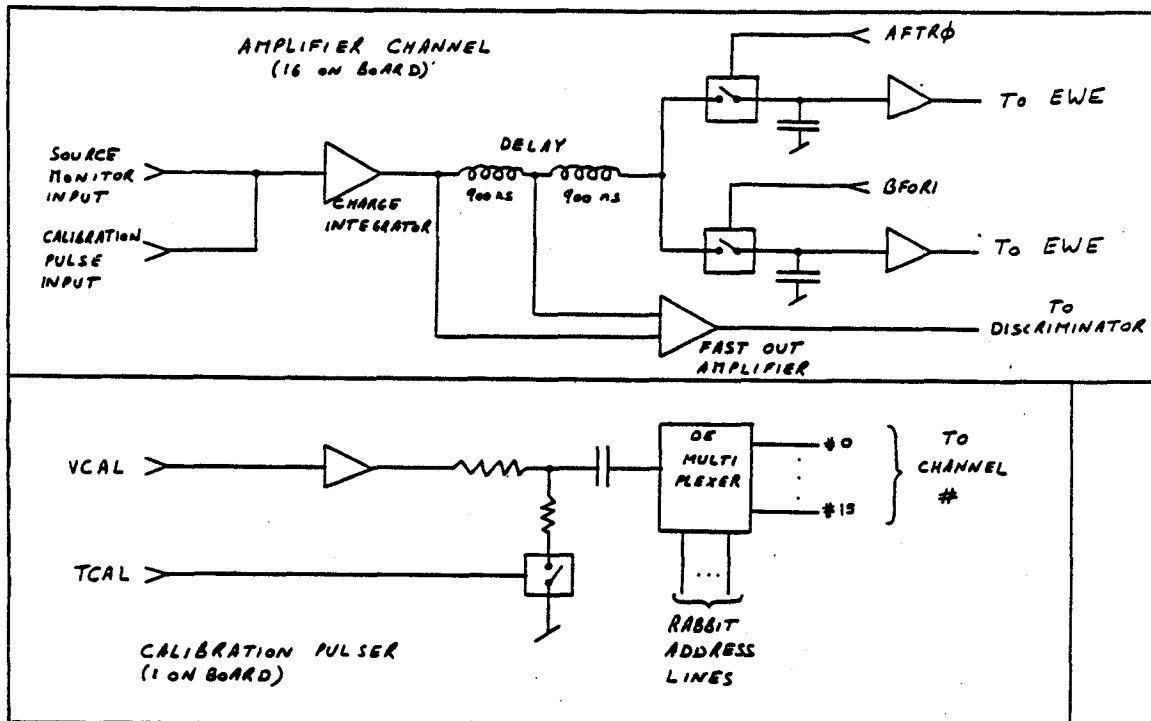 AMPLIFIER CHANNEL
(16 ON BOARD)
AFTRØ
TO EWE
DELAY
SOURCE
MONITOR
INPUT
900 ns
900 ns
CHARGE
INTEGRATOR
BFOR1
CALIBRATION
PULSE
INPUT
TO EWE
TO
DISCRIMINATOR
FAST OUT
AMPLIFIER
VCAL
DE
MULTI
PLEXER
#0
#15
TO
CHANNEL
#
TCAL
...
RABBIT
ADDRESS
LINES
CALIBRATION PULSER
(1 ON BOARD)